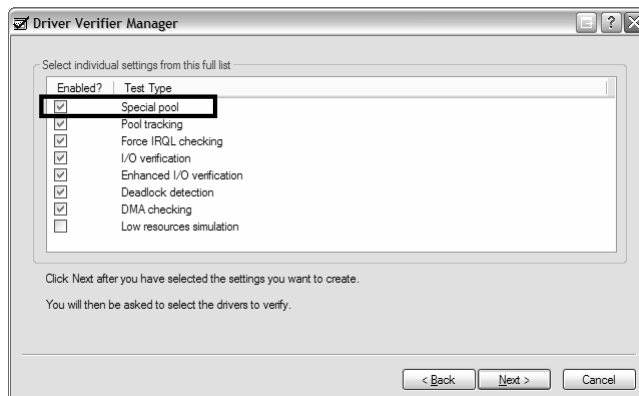 Driver Verifier Manager
Select individual settings from this full list
Enabled? Test Type
Special pool
Pool tracking
Force IRQL checking
I/O verification
Enhanced I/O verification
Deadlock detection
DMA checking
Low resources simulation
Click Next after you have selected the settings you want to create.
You will then be asked to select the drivers to verify.
< Back Next > Cancel